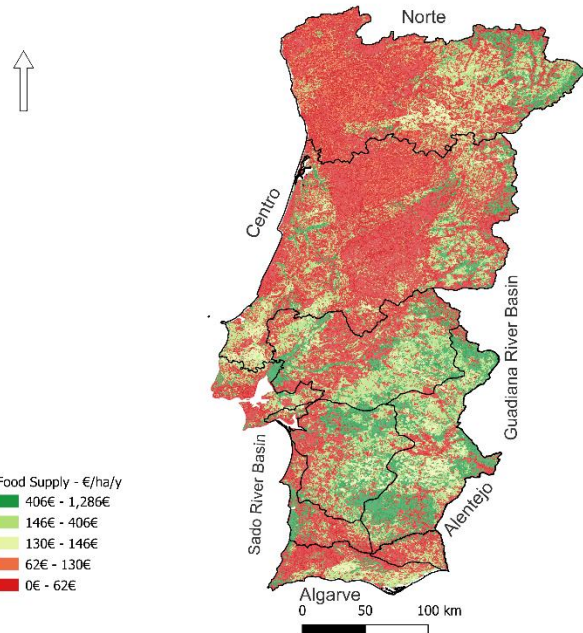 Norte
Centro
Guadiana River Basin
Sado River Basin
Alentejo
Food Supply - €/ha/y
406€ - 1,286€
146€ - 406€
130€ - 146€
62€ - 130€
0€ - 62€
Algarve
0 50 100 km